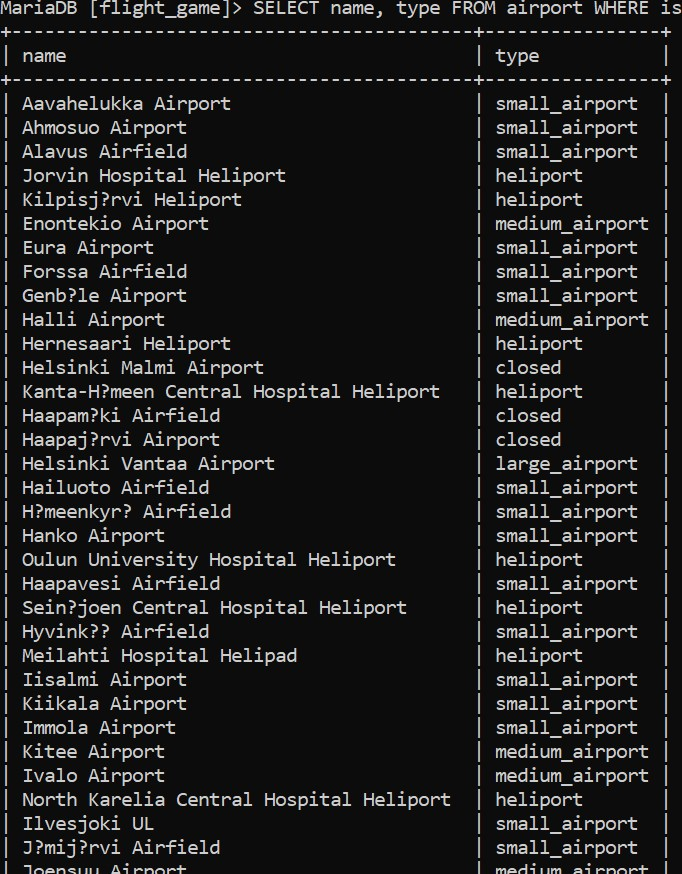 MariaDB [flight_game]> SELECT name, type FROM airport WHERE is
+------------------------------------------+----------------+
| name                                     | type           |
+------------------------------------------+----------------+
| Aavahelukka Airport                      | small_airport  |
| Ahmosuo Airport                          | small_airport  |
| Alavus Airfield                          | small_airport  |
| Jorvin Hospital Heliport                 | heliport       |
| Kilpisj?rvi Heliport                     | heliport       |
| Enontekio Airport                        | medium_airport |
| Eura Airport                             | small_airport  |
| Forssa Airfield                          | small_airport  |
| Genb?le Airport                          | small_airport  |
| Halli Airport                            | medium_airport |
| Hernesaari Heliport                      | heliport       |
| Helsinki Malmi Airport                   | closed         |
| Kanta-H?meen Central Hospital Heliport   | heliport       |
| Haapam?ki Airfield                       | closed         |
| Haapaj?rvi Airport                       | closed         |
| Helsinki Vantaa Airport                  | large_airport  |
| Hailuoto Airfield                        | small_airport  |
| H?meenkyr? Airfield                      | small_airport  |
| Hanko Airport                            | small_airport  |
| Oulun University Hospital Heliport       | heliport       |
| Haapavesi Airfield                       | small_airport  |
| Sein?joen Central Hospital Heliport      | heliport       |
| Hyvink?? Airfield                        | small_airport  |
| Meilahti Hospital Helipad                | heliport       |
| Iisalmi Airport                          | small_airport  |
| Kiikala Airport                          | small_airport  |
| Immola Airport                           | small_airport  |
| Kitee Airport                            | medium_airport |
| Ivalo Airport                            | medium_airport |
| North Karelia Central Hospital Heliport  | heliport       |
| Ilvesjoki UL                             | small_airport  |
| J?mij?rvi Airfield                       | small_airport  |
| Joensuu Airport                          | medium_airport |